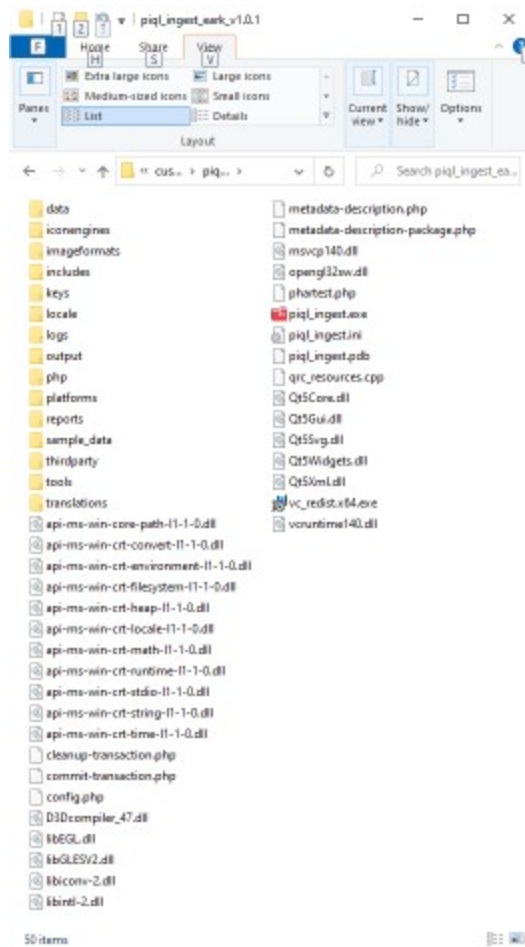 piql_ingest_eark_v1.0.1
1 2 3
F Home Share View
H S V
Extra large icons Large icons
Medium-sized icons Small icons
List Details
Panes
Current view
Show/ hide
Options
Layout
« cus... › piq... ›
Search piql_ingest_ea...
data
iconengines
imageformats
includes
keys
locale
logs
output
php
platforms
reports
sample_data
thirdparty
tools
translations
api-ms-win-core-path-l1-1-0.dll
api-ms-win-crt-convert-l1-1-0.dll
api-ms-win-crt-environment-l1-1-0.dll
api-ms-win-crt-filesystem-l1-1-0.dll
api-ms-win-crt-heap-l1-1-0.dll
api-ms-win-crt-locale-l1-1-0.dll
api-ms-win-crt-math-l1-1-0.dll
api-ms-win-crt-runtime-l1-1-0.dll
api-ms-win-crt-stdio-l1-1-0.dll
api-ms-win-crt-string-l1-1-0.dll
api-ms-win-crt-time-l1-1-0.dll
cleanup-transaction.php
commit-transaction.php
config.php
D3Dcompiler_47.dll
libEGL.dll
libGLESV2.dll
libiconv-2.dll
libintl-2.dll
metadata-description.php
metadata-description-package.php
msvcp140.dll
opengl32sw.dll
phartest.php
piql_ingest.exe
piql_ingest.ini
piql_ingest.pdb
qrc_resources.cpp
Qt5Core.dll
Qt5Gui.dll
Qt5Svg.dll
Qt5Widgets.dll
Qt5Xml.dll
vc_redist.x64.exe
vcruntime140.dll
50 items